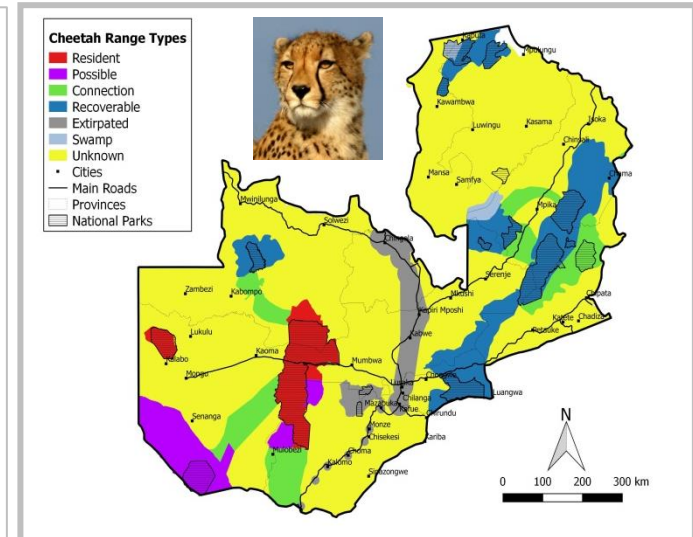 Cheetah Range Types
Resident
Possible
Connection
Recoverable
Extirpated
Swamp
Unknown
Cities
Main Roads
Provinces
National Parks
Mpulungu
Kawambwa
Luwingu
Kasama
Isoka
Chinsali
Mansa
Samfya
Chama
Mwinilunga
Solwezi
Mpika
Chingola
Zambezi
Kabompo
Serenje
Mkushi
Kapiri Mposhi
Chipata
Lukulu
Kabwe
Katete
Chadiza
Petauke
Kalabo
Kaoma
Mumbwa
Mongu
Lusaka
Chongwe
Luangwa
Chilanga
Mazabuka
Kafue
Chirundu
Senanga
Monze
Chisekesi
Kariba
Mulobezi
Choma
Kalomo
Sinazongwe
N
0 100 200 300 km